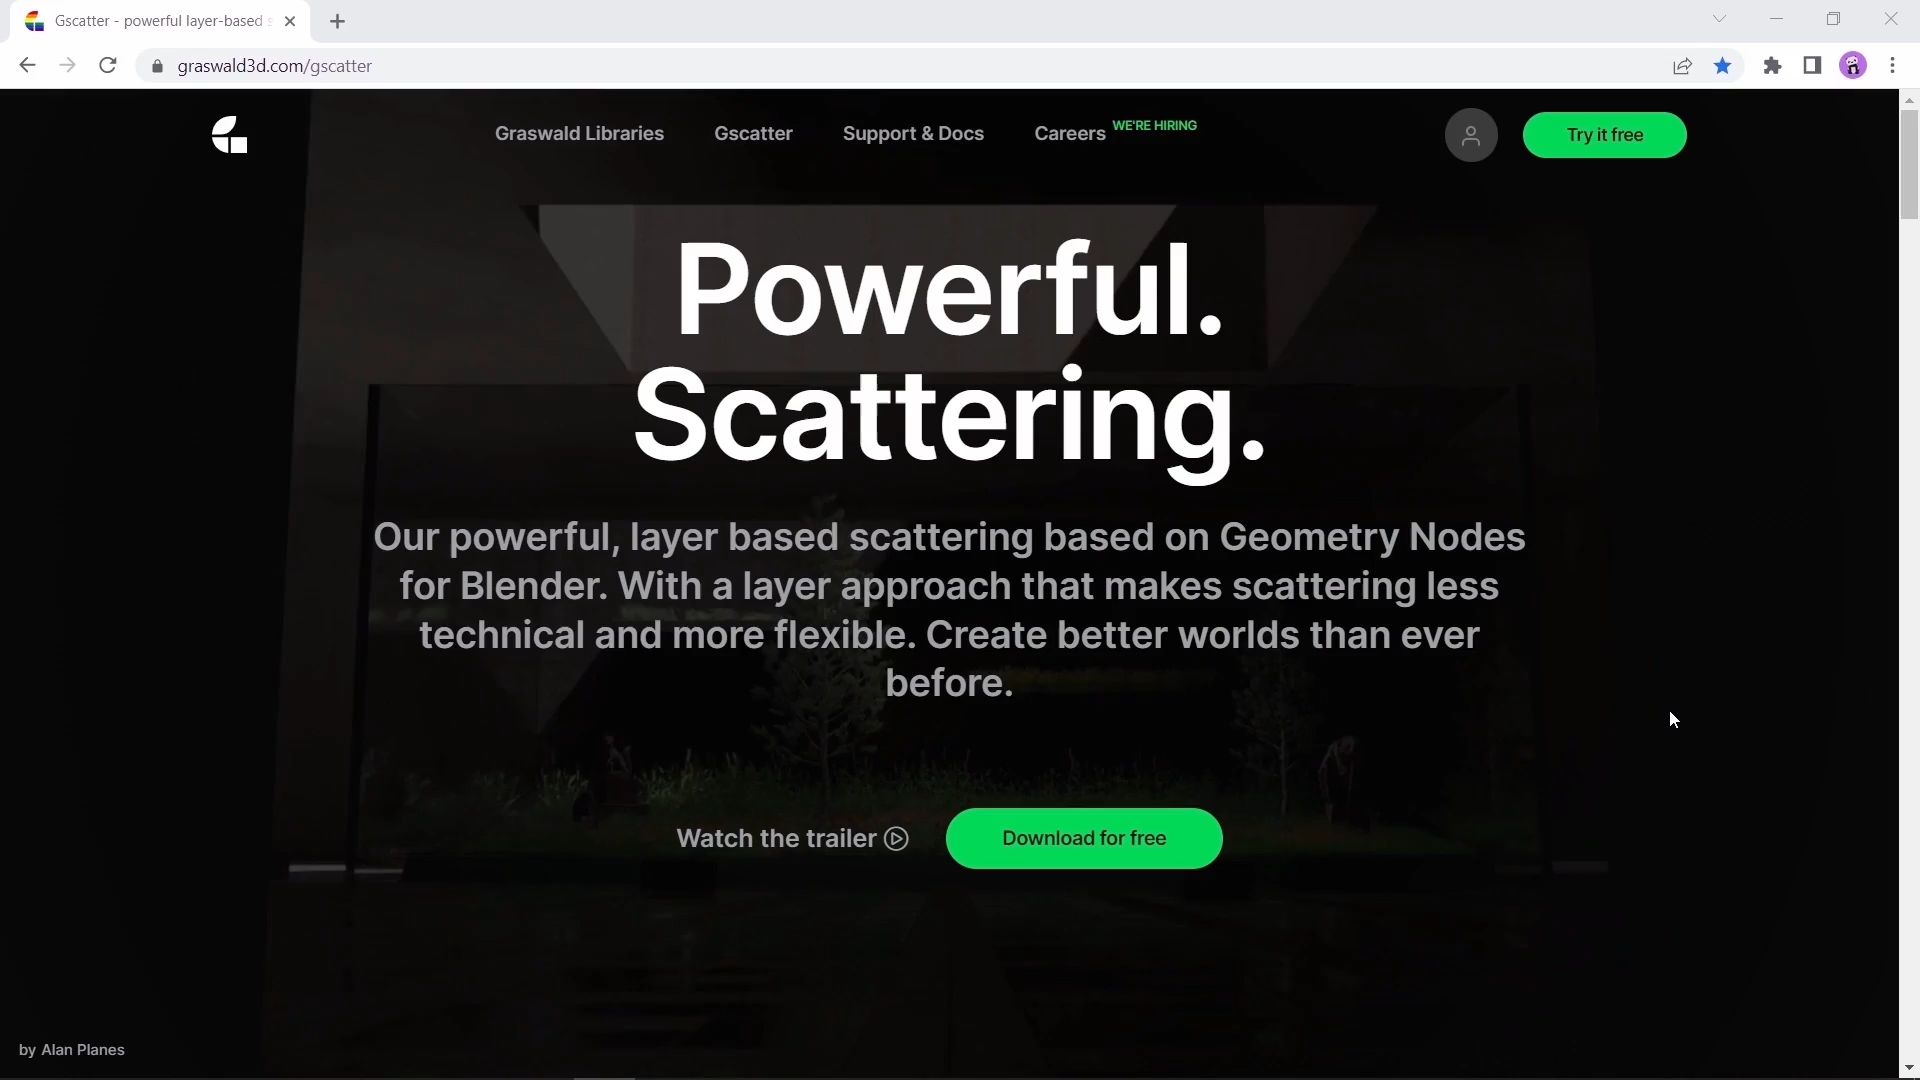 Gscatter - powerful layer-based s
graswald3d.com/gscatter
Graswald Libraries
Gscatter
Support & Docs
Careers
WE'RE HIRING
Try it free
Powerful.
Scattering.
Our powerful, layer based scattering based on Geometry Nodes
for Blender. With a layer approach that makes scattering less
technical and more flexible. Create better worlds than ever
before.
Watch the trailer
Download for free
by Alan Planes